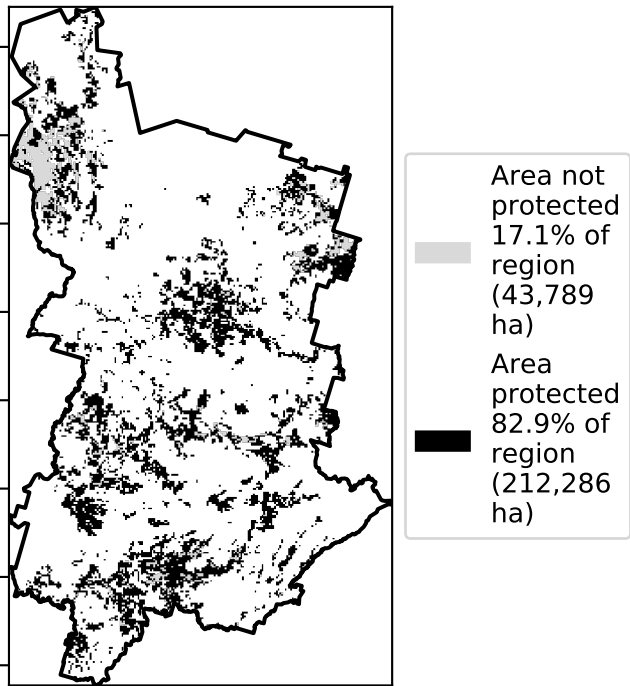 Area not
protected
17.1% of
region
(43,789
ha)
Area
protected
82.9% of
region
(212,286
ha)